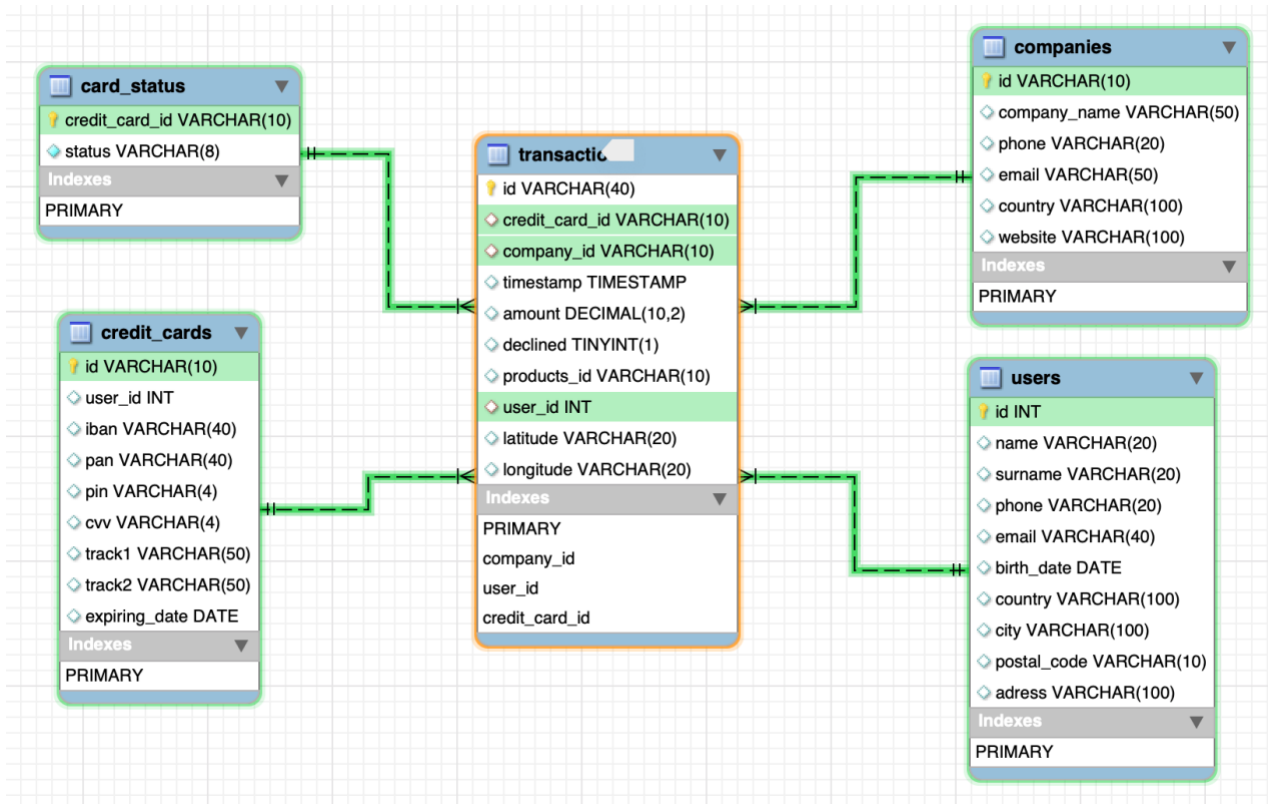 card_status
credit_card_id VARCHAR(10)
status VARCHAR(8)
Indexes
PRIMARY
credit_cards
id VARCHAR(10)
user_id INT
iban VARCHAR(40)
pan VARCHAR(40)
pin VARCHAR(4)
cvv VARCHAR(4)
track1 VARCHAR(50)
track2 VARCHAR(50)
expiring_date DATE
Indexes
PRIMARY
id VARCHAR(40)
credit_card_id VARCHAR(10)
company_id VARCHAR(10)
timestamp TIMESTAMP
amount DECIMAL(10,2)
declined TINYINT(1)
products_id VARCHAR(10)
user_id INT
latitude VARCHAR(20)
longitude VARCHAR(20)
Indexes
PRIMARY
company_id
user_id
credit_card_id
companies
id VARCHAR(10)
company_name VARCHAR(50)
phone VARCHAR(20)
email VARCHAR(50)
country VARCHAR(100)
website VARCHAR(100)
Indexes
PRIMARY
users
id INT
name VARCHAR(20)
surname VARCHAR(20)
phone VARCHAR(20)
email VARCHAR(40)
birth_date DATE
country VARCHAR(100)
city VARCHAR(100)
postal_code VARCHAR(10)
adress VARCHAR(100)
Indexes
PRIMARY